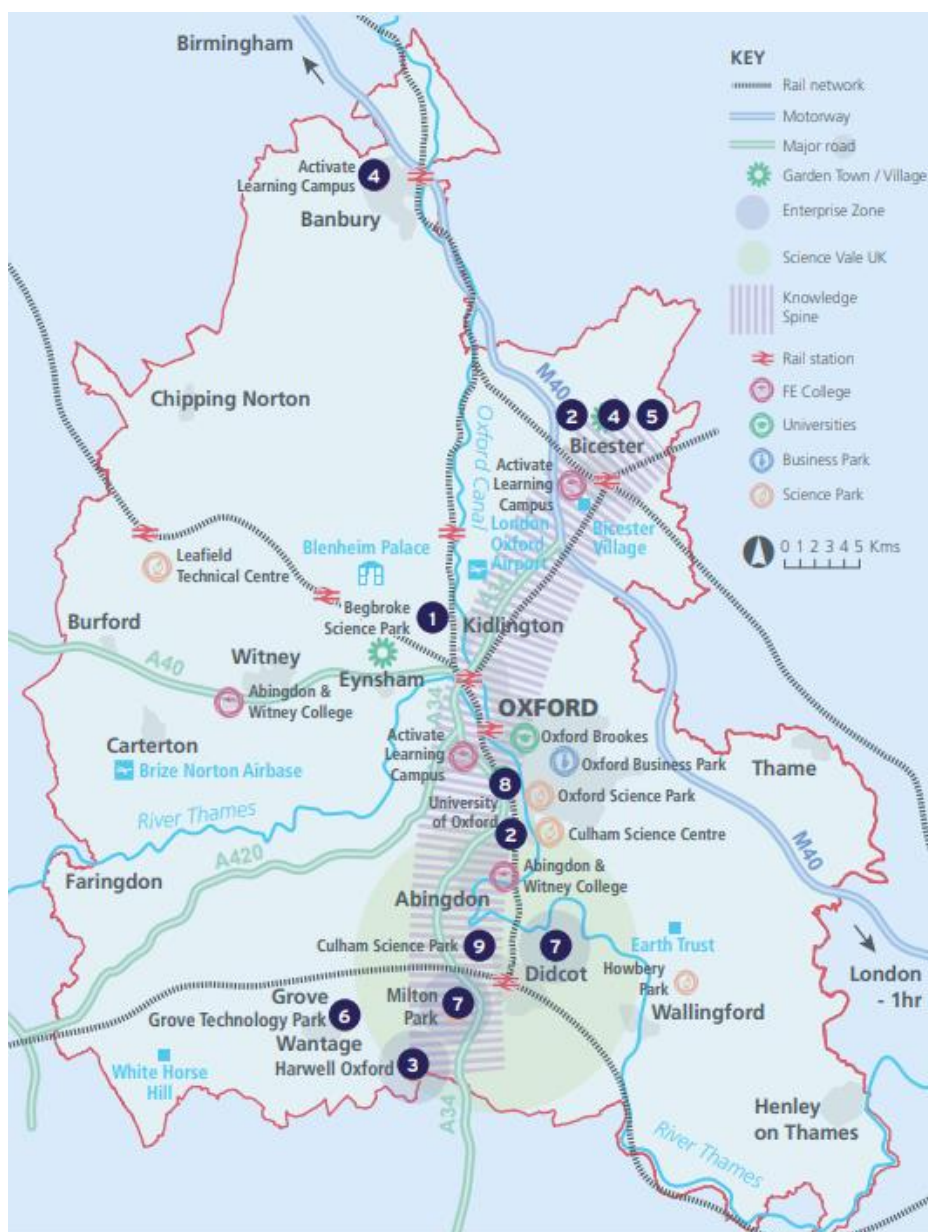 Birmingham
KEY
Rail network
Motorway
Major road
Garden Town / Village
Enterprise Zone
Science Vale UK
Knowledge
Spine
Rail station
FE College
Universities
Business Park
Science Park
0 1 2 3 4 5 Kms
Activate
Learning Campus
4
Banbury
Chipping Norton
Oxford Canal
M40
2
4
5
Bicester
Activate
Learning
Campus
Bicester
Village
London
Oxford
Airport
Blenheim Palace
Leafield
Technical Centre
Begbroke
Science Park
1
Kidlington
A34
Burford
A40
Witney
Eynsham
Abingdon &
Witney College
A34
OXFORD
Oxford Brookes
Activate
Learning
Campus
Oxford Business Park
Carterton
Brize Norton Airbase
Thame
8
University
of Oxford
Oxford Science Park
River Thames
2
Culham Science Centre
M40
A420
Faringdon
Abingdon &
Witney College
Abingdon
Culham Science Park
9
7
Didcot
Earth Trust
Howbery
Park
Wallingford
London
- 1hr
Grove
Grove Technology Park
6
Milton
Park
7
Wantage
Harwell Oxford
3
White Horse
Hill
A34
Henley
on Thames
River Thames